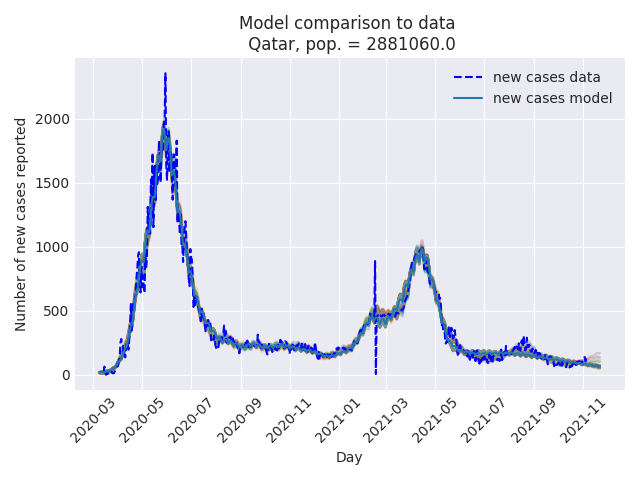 Model comparison to data
Qatar, pop. = 2881060.0
new cases data
new cases model
Number of new cases reported
2000
1500
1000
500
0
2020-03
2020-05
2020-07
2020-09
2020-11
2021-01
2021-03
2021-05
2021-07
2021-09
2021-11
Day